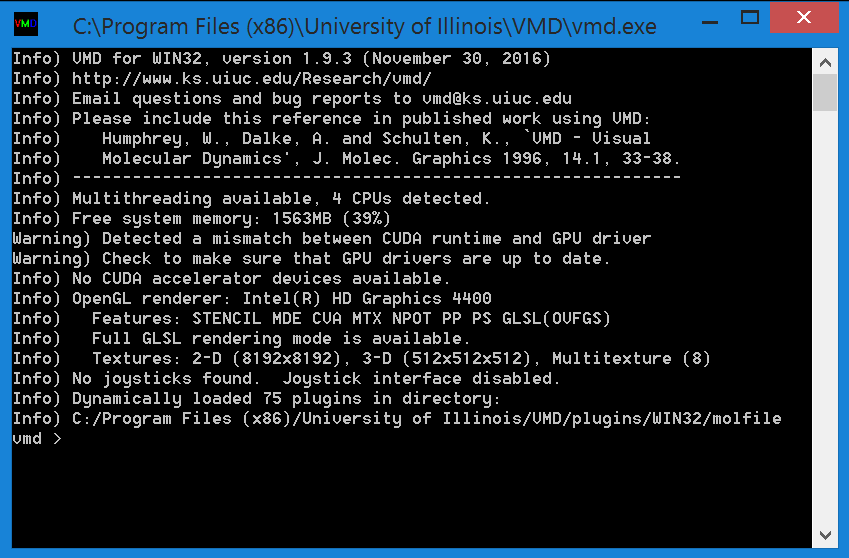 VMD
C:\Program Files (x86)\University of Illinois\VMD\vmd.exe
Info) VMD for WIN32, version 1.9.3 (November 30, 2016)
Info) http://www.ks.uiuc.edu/Research/vmd/
Info) Email questions and bug reports to vmd@ks.uiuc.edu
Info) Please include this reference in published work using VMD:
Info)    Humphrey, W., Dalke, A. and Schulten, K., `VMD - Visual
Info)    Molecular Dynamics', J. Molec. Graphics 1996, 14.1, 33-38.
Info) -------------------------------------------------------------
Info) Multithreading available, 4 CPUs detected.
Info) Free system memory: 1563MB (39%)
Warning) Detected a mismatch between CUDA runtime and GPU driver
Warning) Check to make sure that GPU drivers are up to date.
Info) No CUDA accelerator devices available.
Info) OpenGL renderer: Intel(R) HD Graphics 4400
Info)   Features: STENCIL MDE CVA MTX NPOT PP PS GLSL(OVFGS)
Info)   Full GLSL rendering mode is available.
Info)   Textures: 2-D (8192x8192), 3-D (512x512x512), Multitexture (8)
Info) No joysticks found.  Joystick interface disabled.
Info) Dynamically loaded 75 plugins in directory:
Info) C:/Program Files (x86)/University of Illinois/VMD/plugins/WIN32/molfile
vmd >